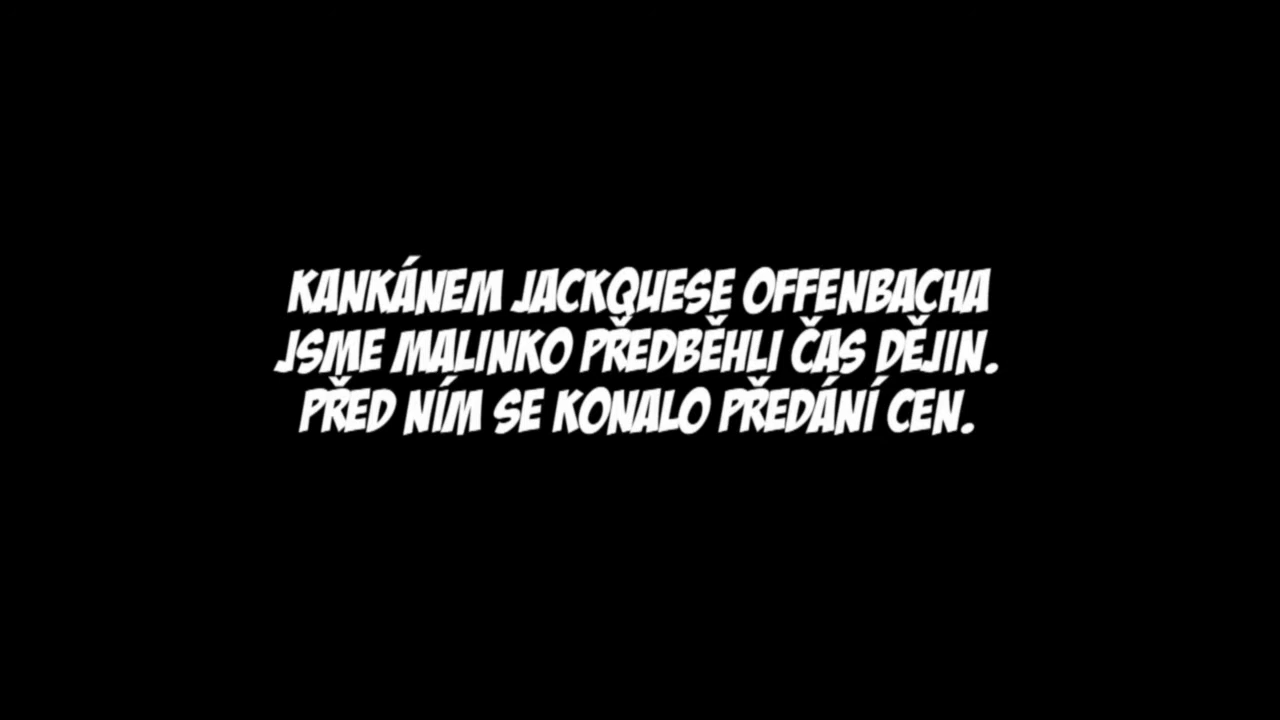 KANKÁNEM JACKQUESE OFFENBACHA
JSME MALINKO PŘEDBĚHLI ČAS DĚJIN.
PŘED NÍM SE KONALO PŘEDÁNÍ CEN.